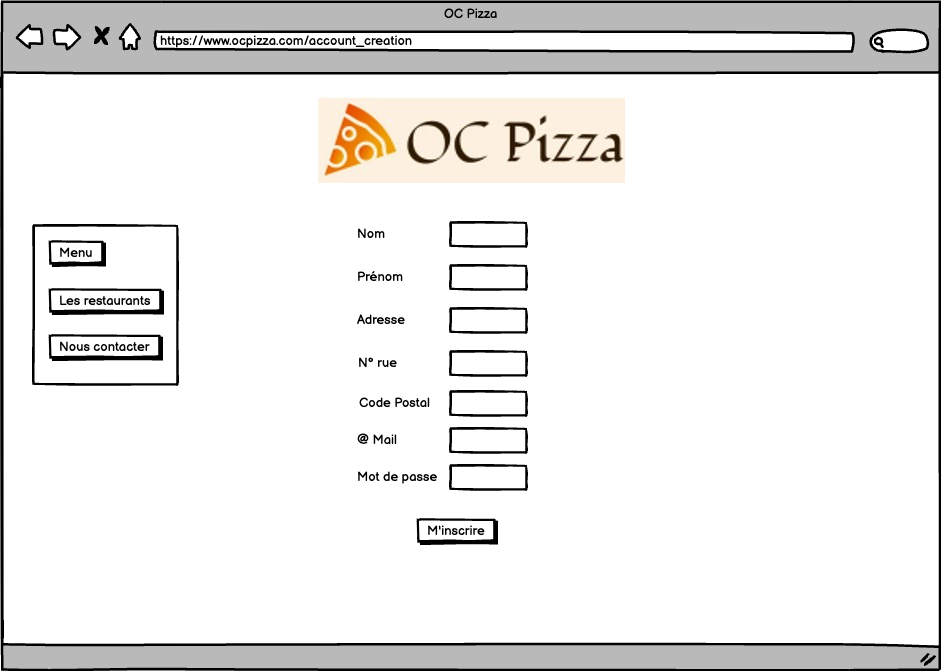 OC Pizza
https://www.ocpizza.com/account_creation
OC Pizza
Menu
Les restaurants
Nous contacter
Nom
Prénom
Adresse
N° rue
Code Postal
@ Mail
Mot de passe
M'inscrire